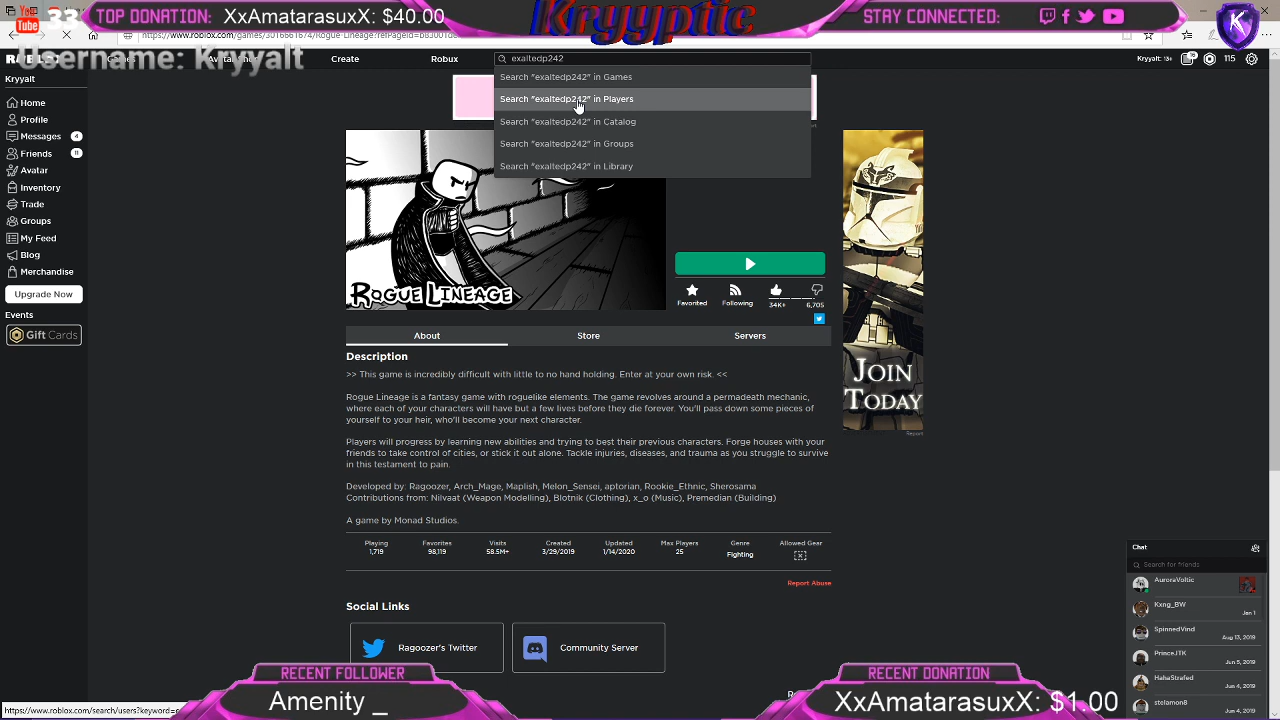 You Tube 33
TOP DONATION: XxAmatarasuxX: $40.00
Kryyptic
STAY CONNECTED:
K
Username: Kryyalt
Create
Robux
exaltedp242
Kryyalt: 13+
115
Search "exaltedp242" in Games
Search "exaltedp242" in Players
Search "exaltedp242" in Catalog
Search "exaltedp242" in Groups
Search "exaltedp242" in Library
Kryyalt
Home
Profile
Messages 4
Friends 11
Avatar
Inventory
Trade
Groups
My Feed
Blog
Merchandise
Upgrade Now
Events
Gift Cards
ROGUE LINEAGE
Favorited
Following
34K+
6,705
JOIN
TODAY
Report
About
Store
Servers
Description
>> This game is incredibly difficult with little to no hand holding. Enter at your own risk. <<
Rogue Lineage is a fantasy game with roguelike elements. The game revolves around a permadeath mechanic,
where each of your characters will have but a few lives before they die forever. You'll pass down some pieces of
yourself to your heir, who'll become your next character.
Players will progress by learning new abilities and trying to best their previous characters. Forge houses with your
friends to take control of cities, or stick it out alone. Tackle injuries, diseases, and trauma as you struggle to survive
in this testament to pain.
Developed by: Ragoozer, Arch_Mage, Maplish, Melon_Sensei, aptorian, Rookie_Ethnic, Sherosama
Contributions from: Nilvaat (Weapon Modelling), Blotnik (Clothing), x_o (Music), Premedian (Building)
A game by Monad Studios.
Playing Favorites Visits Created Updated Max Players Genre Allowed Gear
1,719 98,119 58.5M+ 3/29/2019 1/14/2020 25 Fighting
Report Abuse
Social Links
Ragoozer's Twitter
Community Server
Chat
Search for friends
AuroraVoltic
Kxng_BW
Jan 1
SpinnedVind
Aug 13, 2019
PrinceJTK
Jun 5, 2019
HahaStrafed
Jun 4, 2019
stelamon8
Jun 4, 2019
RECENT FOLLOWER
Amenity _
RECENT DONATION
XxAmatarasuxX: $1.00